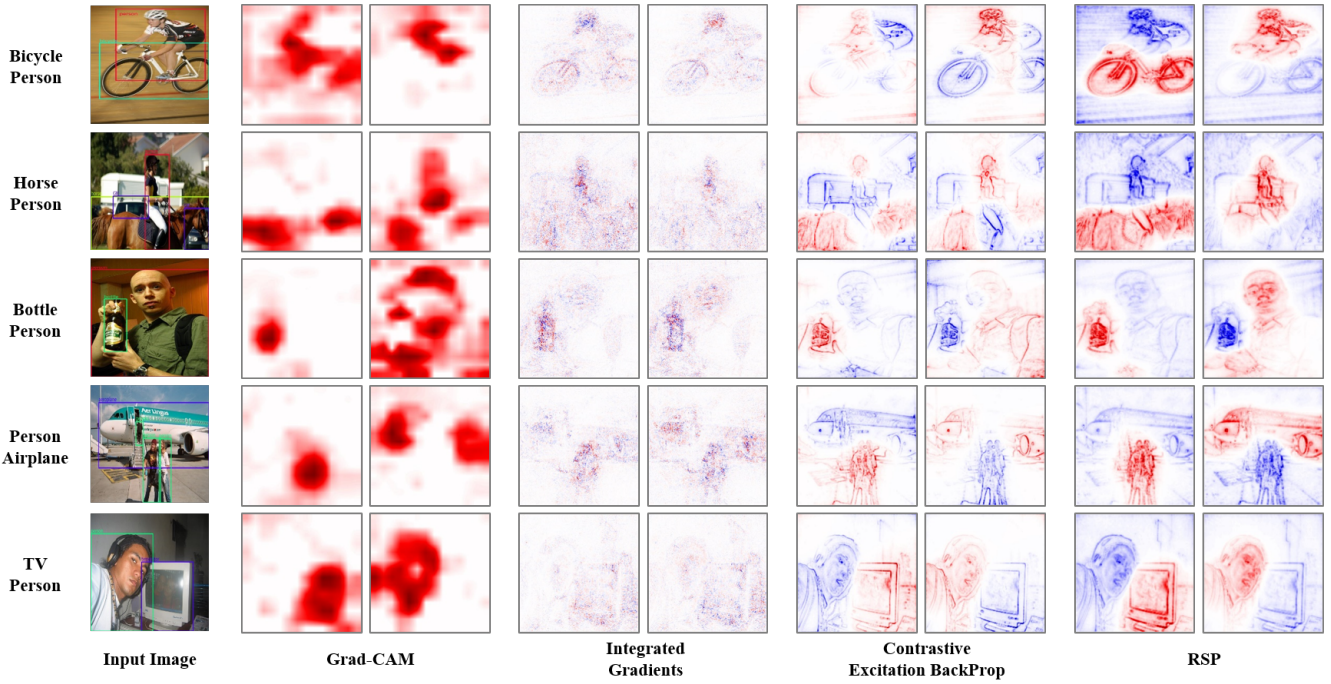 Bicycle
Person
Horse
Person
Bottle
Person
Person
Airplane
TV
Person
Input Image
Grad-CAM
Integrated
Gradients
Contrastive
Excitation BackProp
RSP